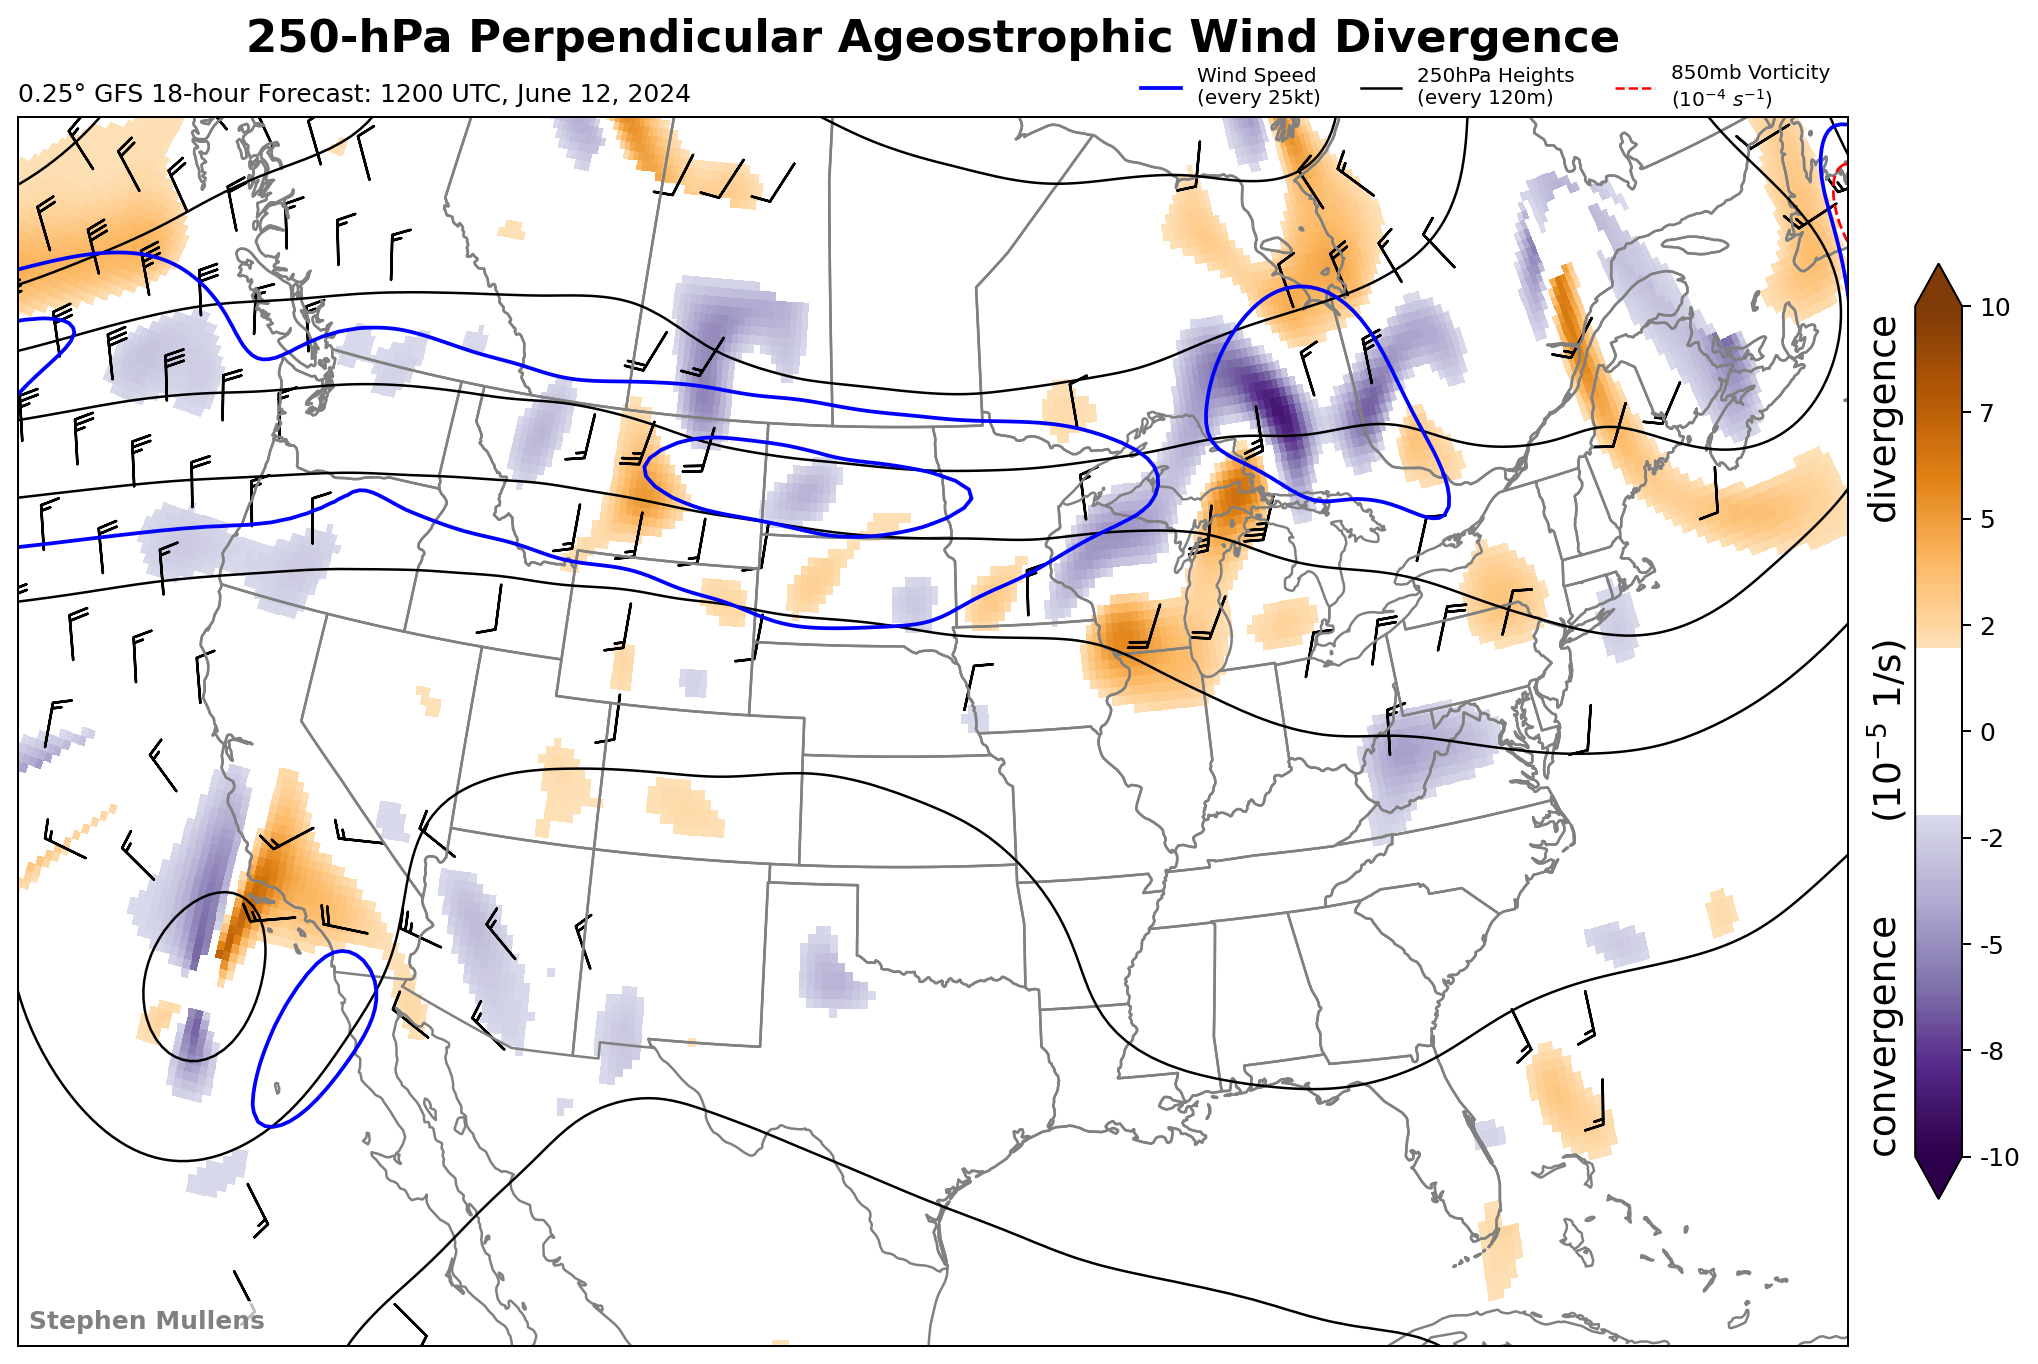 250-hPa Perpendicular Ageostrophic Wind Divergence
0.25° GFS 18-hour Forecast: 1200 UTC, June 12, 2024
Wind Speed
(every 25kt)
250hPa Heights
(every 120m)
850mb Vorticity
(10⁻⁴ s⁻¹)
10
7
5
2
0
-2
-5
-8
-10
convergence (10⁻⁵ 1/s) divergence
Stephen Mullens